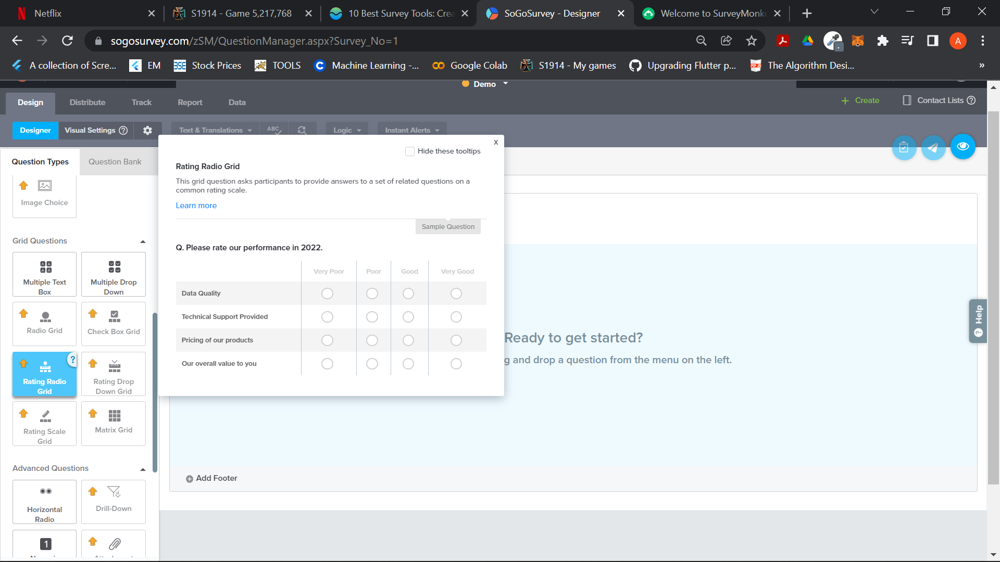 Netflix
S1914 - Game 5,217,768
10 Best Survey Tools: Crea
SoGoSurvey - Designer
Welcome to SurveyMonke
sogosurvey.com/zSM/QuestionManager.aspx?Survey_No=1
A
A collection of Scre...
EM
Stock Prices
TOOLS
Machine Learning -...
Google Colab
S1914 - My games
Upgrading Flutter p...
The Algorithm Desi...
»
Demo
Design
Distribute
Track
Report
Data
+ Create
Contact Lists ?
Designer
Visual Settings ?
Text & Translations
ABC
Logic
Instant Alerts
Question Types
Question Bank
Image Choice
Grid Questions
Multiple Text
Box
Multiple Drop
Down
Radio Grid
Check Box Grid
?
Rating Radio
Grid
Rating Drop
Down Grid
Rating Scale
Grid
Matrix Grid
Advanced Questions
Horizontal
Radio
Drill-Down
1
x
Hide these tooltips
Rating Radio Grid
This grid question asks participants to provide answers to a set of related questions on a
common rating scale.
Learn more
Sample Question
Q. Please rate our performance in 2022.
Very Poor
Poor
Good
Very Good
Data Quality
Technical Support Provided
Pricing of our products
Our overall value to you
Ready to get started?
g and drop a question from the menu on the left.
Add Footer
? Help